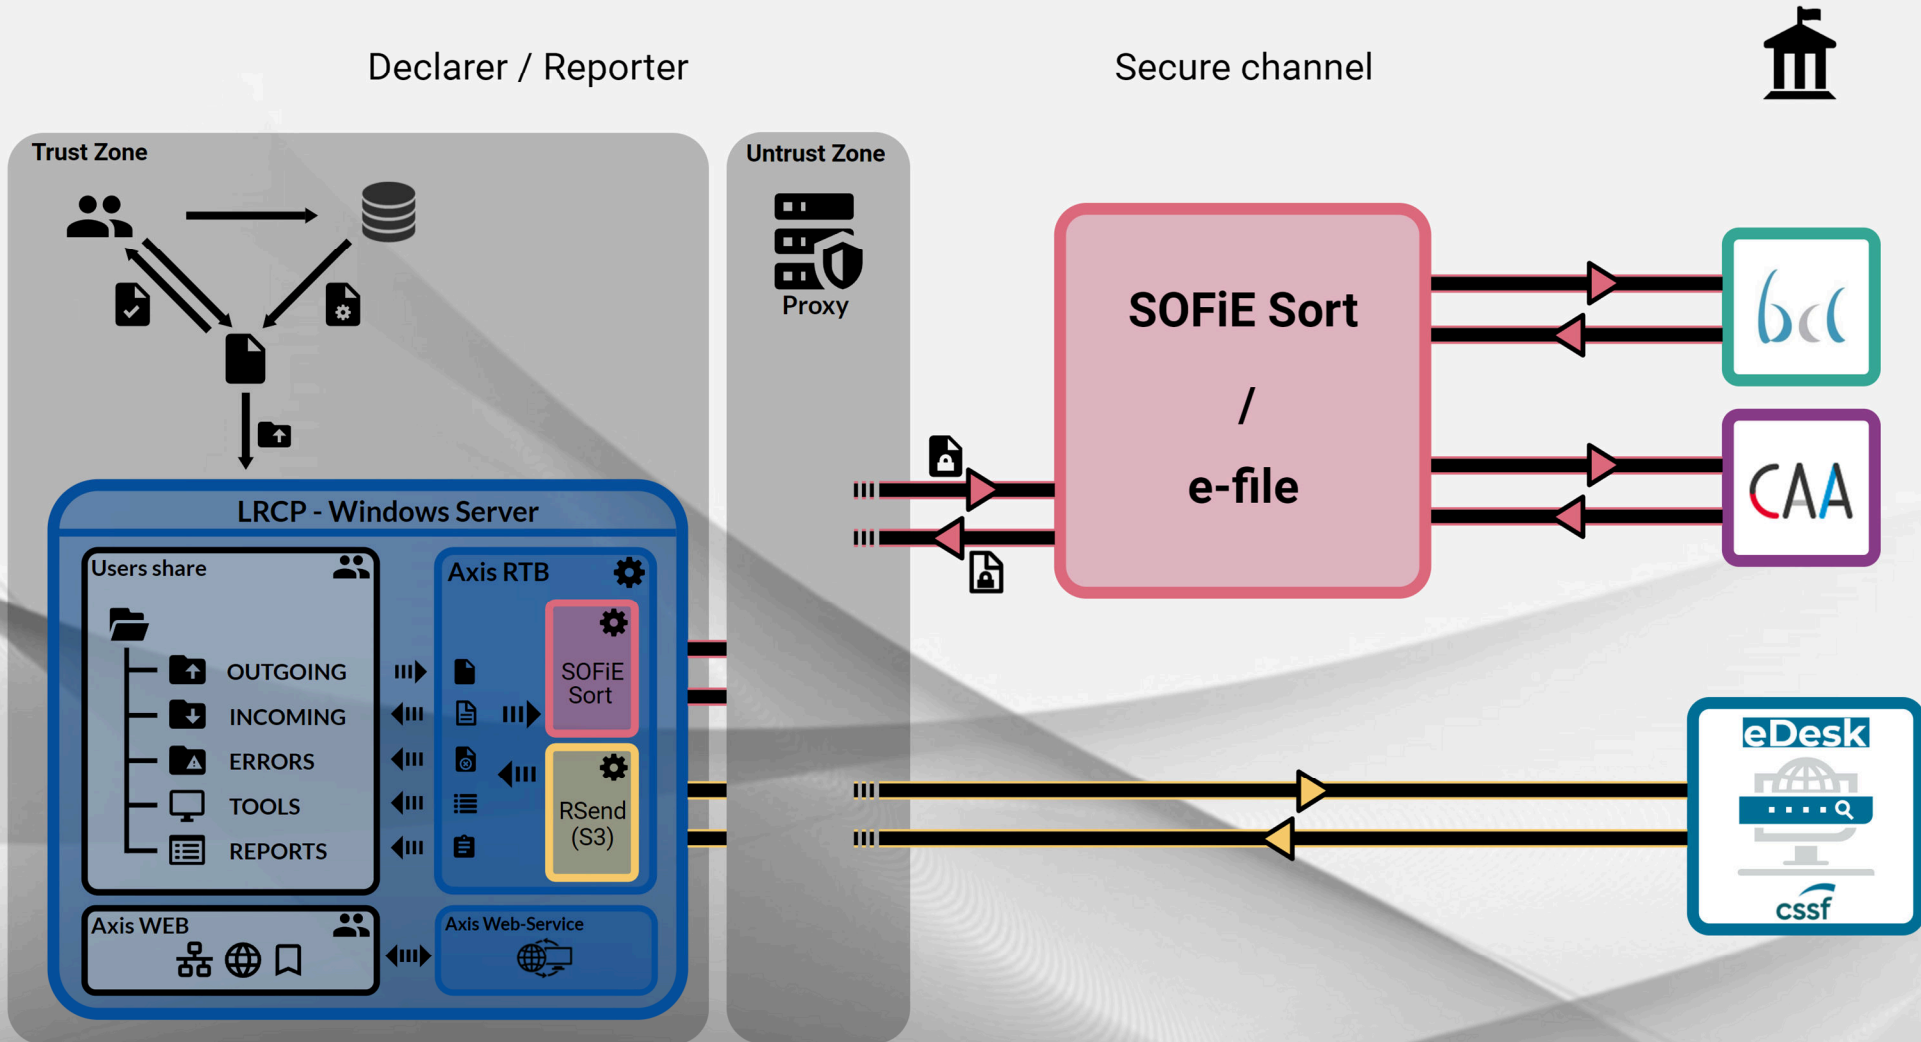 Declarer / Reporter
Secure channel
Trust Zone
Untrust Zone
Proxy
SOFiE Sort
/
e-file
bcl
CAA
LRCP - Windows Server
Users share
OUTGOING
INCOMING
ERRORS
TOOLS
REPORTS
Axis RTB
SOFiE
Sort
RSend
(S3)
Axis WEB
Axis Web-Service
eDesk
cssf